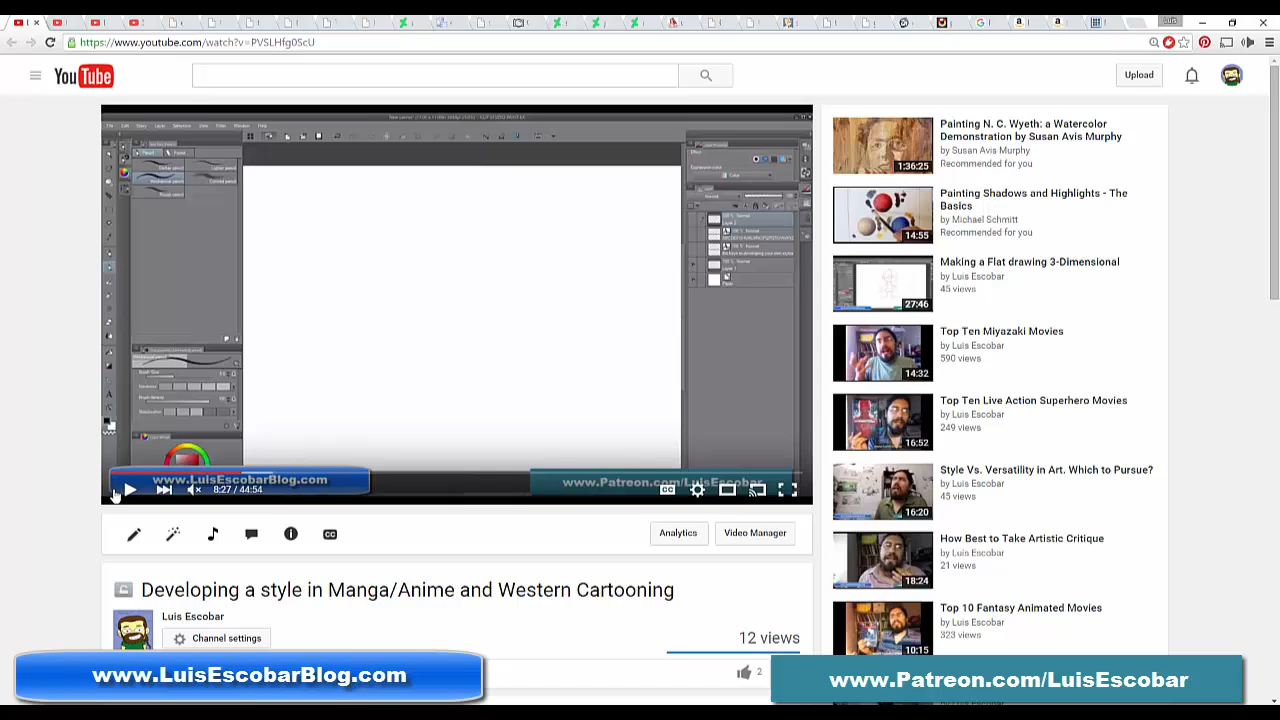 Luis
https://www.youtube.com/watch?v=PVSLHfg0ScU
YouTube
Upload
www.LuisEscobarBlog.com
www.Patreon.com/LuisEscobar
8:27 / 44:54
CC
Analytics
Video Manager
Developing a style in Manga/Anime and Western Cartooning
Luis Escobar
Channel settings
12 views
2
Painting N. C. Wyeth: a Watercolor
Demonstration by Susan Avis Murphy
by Susan Avis Murphy
Recommended for you
1:36:25
Painting Shadows and Highlights - The
Basics
by Michael Schmitt
Recommended for you
14:55
Making a Flat drawing 3-Dimensional
by Luis Escobar
45 views
27:46
Top Ten Miyazaki Movies
by Luis Escobar
590 views
14:32
Top Ten Live Action Superhero Movies
by Luis Escobar
249 views
16:52
Style Vs. Versatility in Art. Which to Pursue?
by Luis Escobar
45 views
16:20
How Best to Take Artistic Critique
by Luis Escobar
21 views
18:24
Top 10 Fantasy Animated Movies
by Luis Escobar
323 views
10:15
www.LuisEscobarBlog.com
www.Patreon.com/LuisEscobar